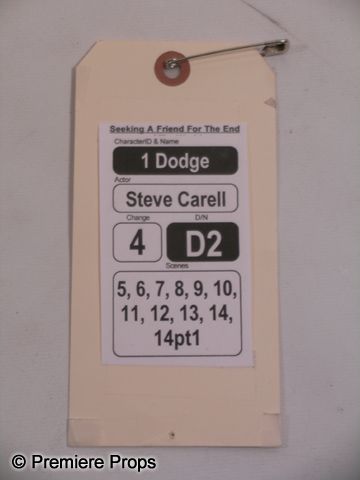 Seeking A Friend For The End
CharacterID & Name
1 Dodge
Actor
Steve Carell
Change D/N
4 D2
Scenes
5, 6, 7, 8, 9, 10,
11, 12, 13, 14,
14pt1
© Premiere Props